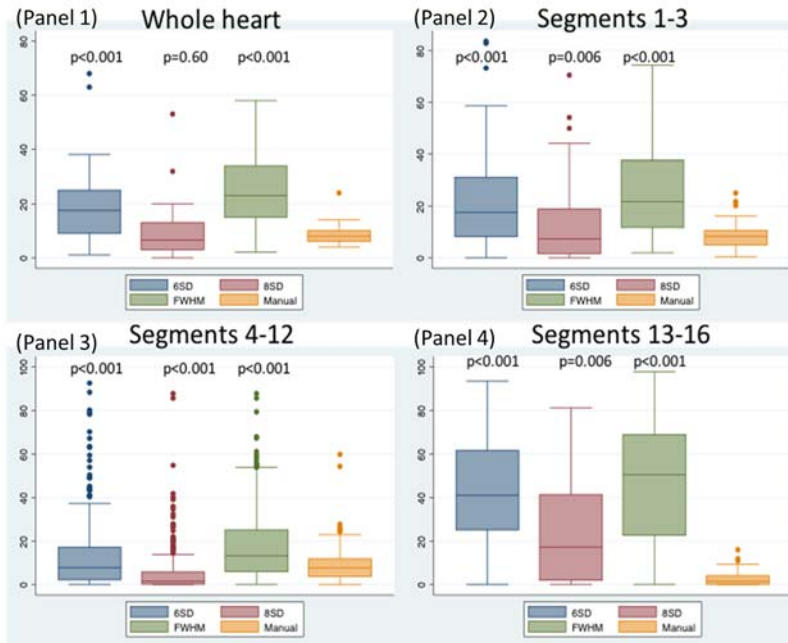 (Panel 1) Whole heart
80
60
40
20
0
p<0.001 p=0.60 p<0.001
6SD 8SD
FWHM Manual
(Panel 2) Segments 1-3
80
60
40
20
0
p<0.001 p=0.006 p<0.001
6SD 8SD
FWHM Manual
(Panel 3) Segments 4-12
100
80
60
40
20
0
p<0.001 p<0.001 p<0.001
6SD 8SD
FWHM Manual
(Panel 4) Segments 13-16
100
80
60
40
20
0
p<0.001 p=0.006 p<0.001
6SD 8SD
FWHM Manual